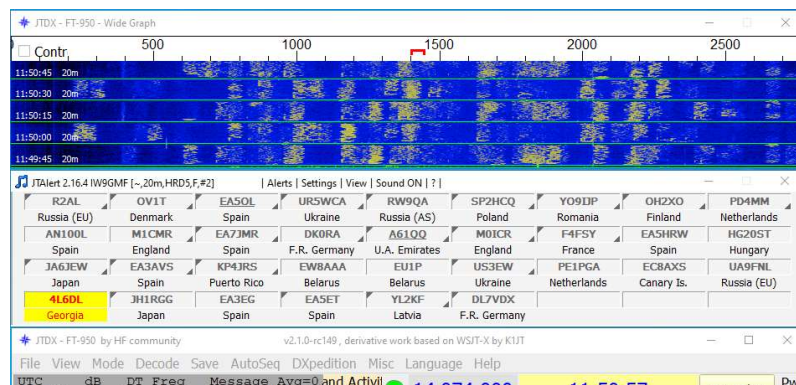 JTDX - FT-950 - Wide Graph
Contr. 500 1000 1500 2000 2500
11:50:45 20m
11:50:30 20m
11:50:15 20m
11:50:00 20m
11:49:45 20m
JTAlert 2.16.4 IW9GMF [~,20m,HRD5,F,#2] | Alerts | Settings | View | Sound ON | ? |
R2AL OV1T EA5OL UR5WCA RW9QA SP2HCQ YO9IJP OH2XO PD4MM
Russia (EU) Denmark Spain Ukraine Russia (AS) Poland Romania Finland Netherlands
AN100L M1CMR EA7JMR DK0RA A61QQ M0ICR F4FSY EA5HRW HG20ST
Spain England Spain F.R. Germany U.A. Emirates England France Spain Hungary
JA6JEW EA3AVS KP4JRS EW8AAA EU1P US3EW PE1PGA EC8AXS UA9FNL
Japan Spain Puerto Rico Belarus Belarus Ukraine Netherlands Canary Is. Russia (EU)
4L6DL JH1RGG EA3EG EA5ET YL2KF DL7VDX
Georgia Japan Spain Spain Latvia F.R. Germany
JTDX - FT-950 by HF community v2.1.0-rc149 , derivative work based on WSJT-X by K1JT
File View Mode Decode Save AutoSeq DXpedition Misc Language Help
UTC dB DT Freq Message Avg=0